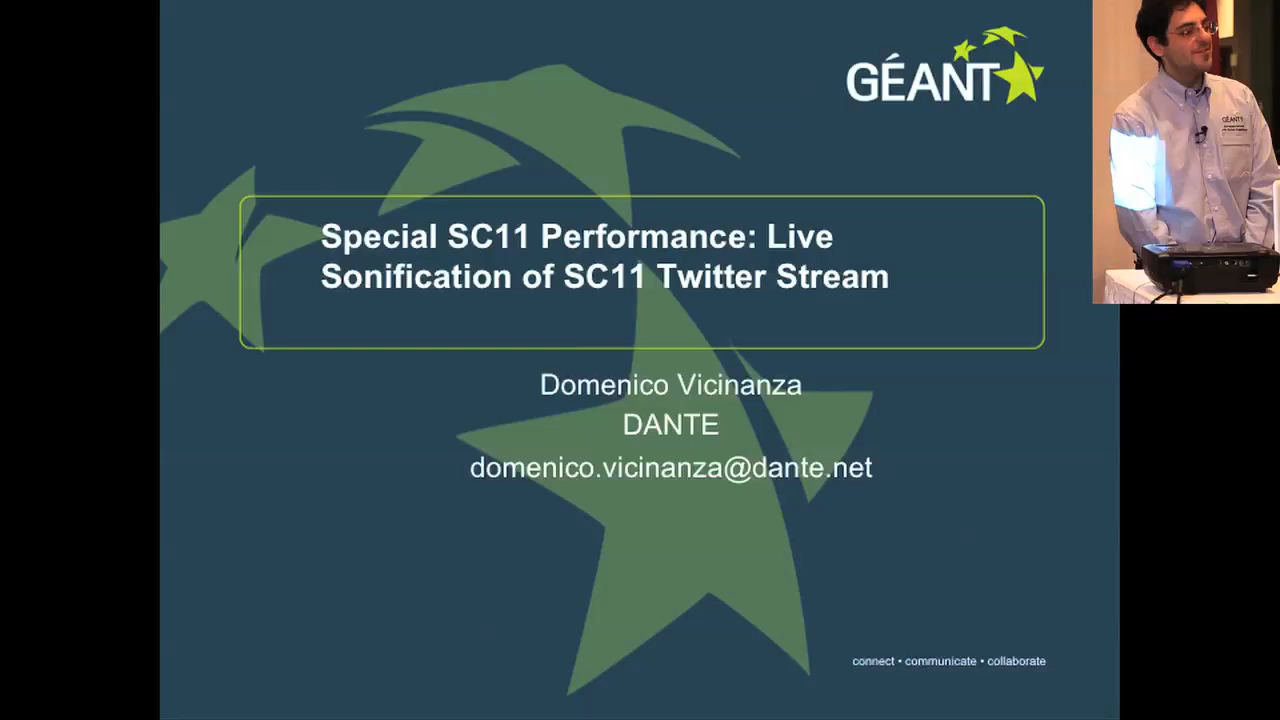 GÉANT
GÉANT
Special SC11 Performance: Live
Sonification of SC11 Twitter Stream
Domenico Vicinanza
DANTE
domenico.vicinanza@dante.net
connect • communicate • collaborate